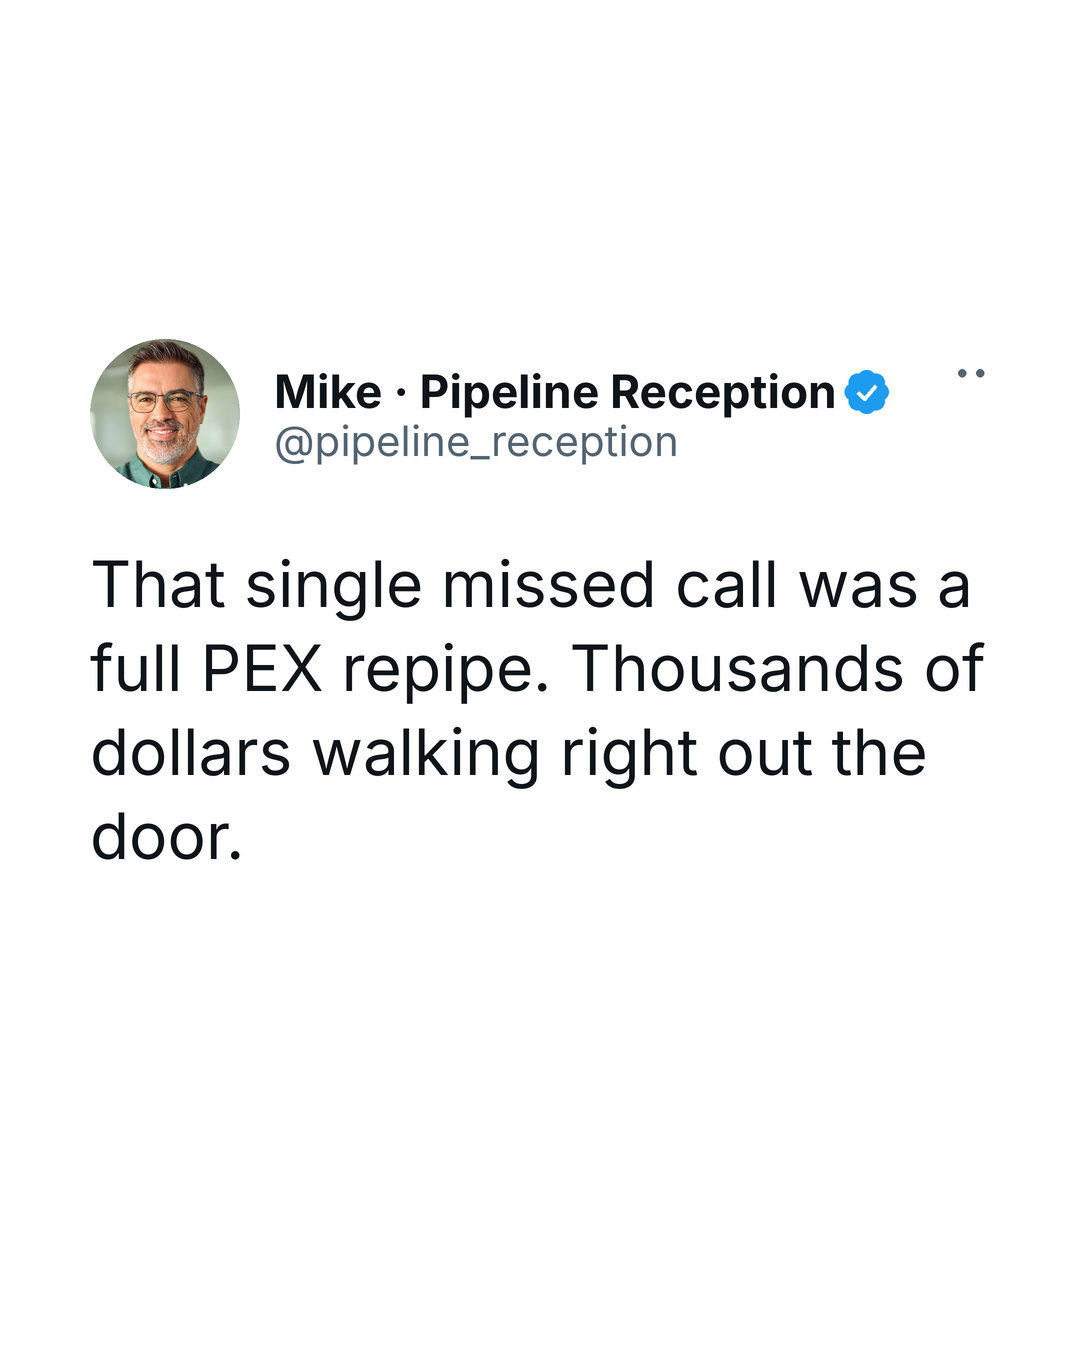 Mike · Pipeline Reception
@pipeline_reception
That single missed call was a
full PEX repipe. Thousands of
dollars walking right out the
door.